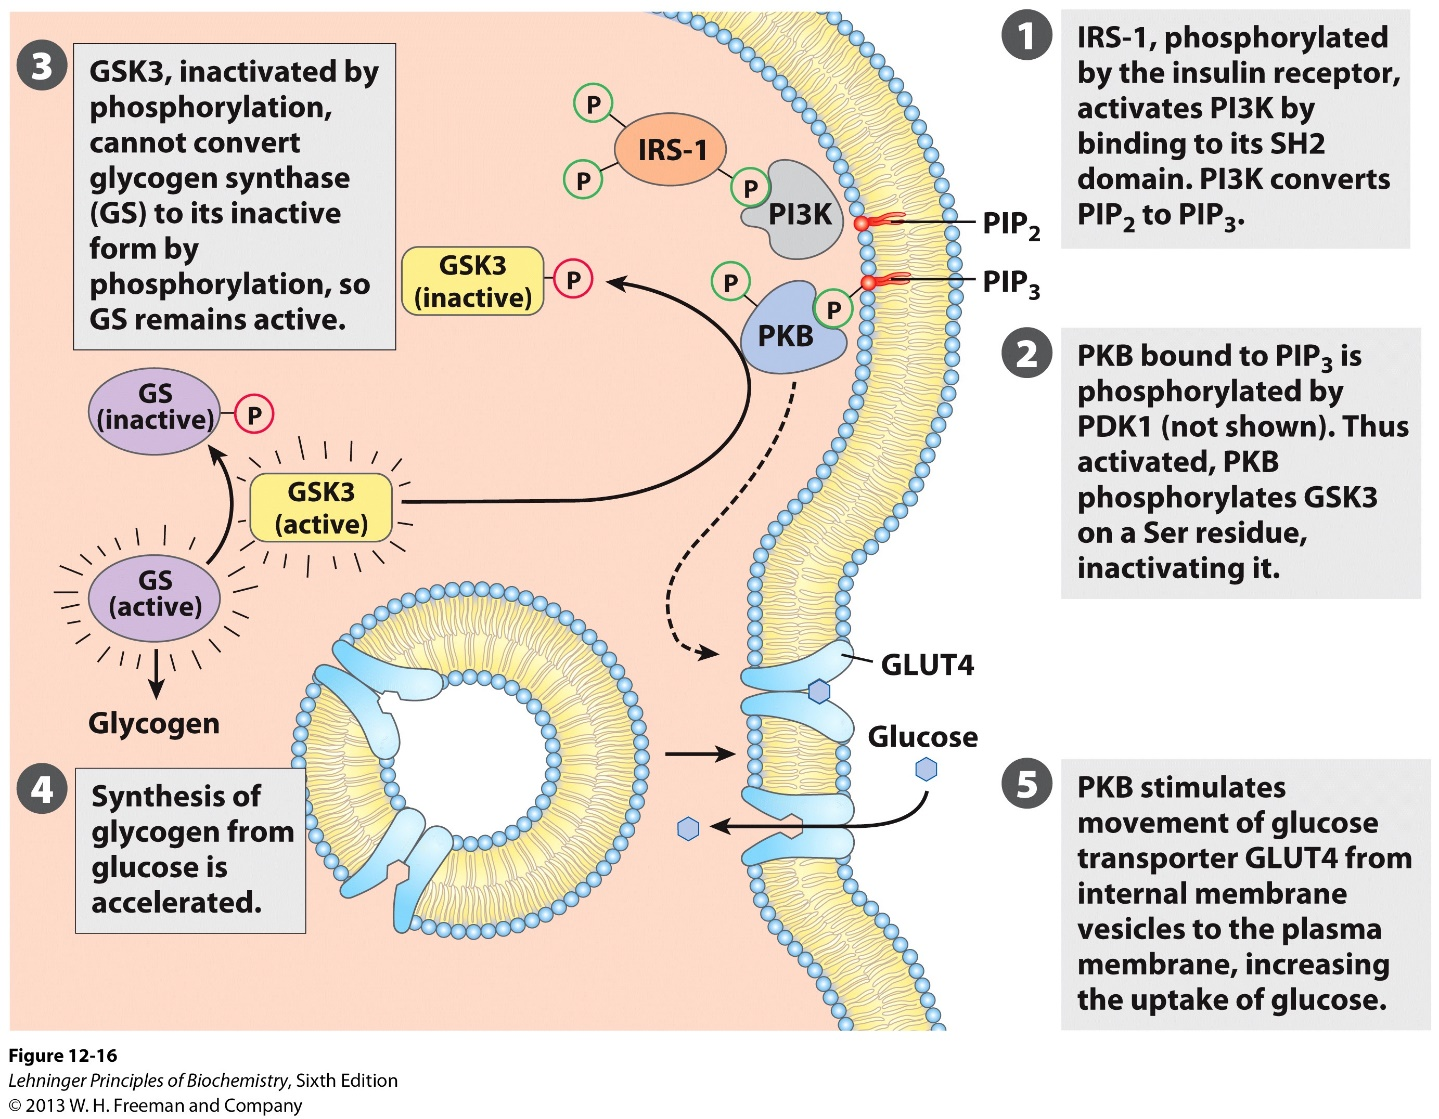 1
IRS-1, phosphorylated
by the insulin receptor,
activates PI3K by
binding to its SH2
domain. PI3K converts
PIP2 to PIP3.
2
PKB bound to PIP3 is
phosphorylated by
PDK1 (not shown). Thus
activated, PKB
phosphorylates GSK3
on a Ser residue,
inactivating it.
3
GSK3, inactivated by
phosphorylation,
cannot convert
glycogen synthase
(GS) to its inactive
form by
phosphorylation, so
GS remains active.
4
Synthesis of
glycogen from
glucose is
accelerated.
5
PKB stimulates
movement of glucose
transporter GLUT4 from
internal membrane
vesicles to the plasma
membrane, increasing
the uptake of glucose.
P
P
IRS-1
P
PI3K
PIP2
PIP3
P
P
PKB
GSK3
(inactive)
P
GS
(inactive)
P
GSK3
(active)
GS
(active)
Glycogen
GLUT4
Glucose
Figure 12-16
Lehninger Principles of Biochemistry, Sixth Edition
© 2013 W. H. Freeman and Company